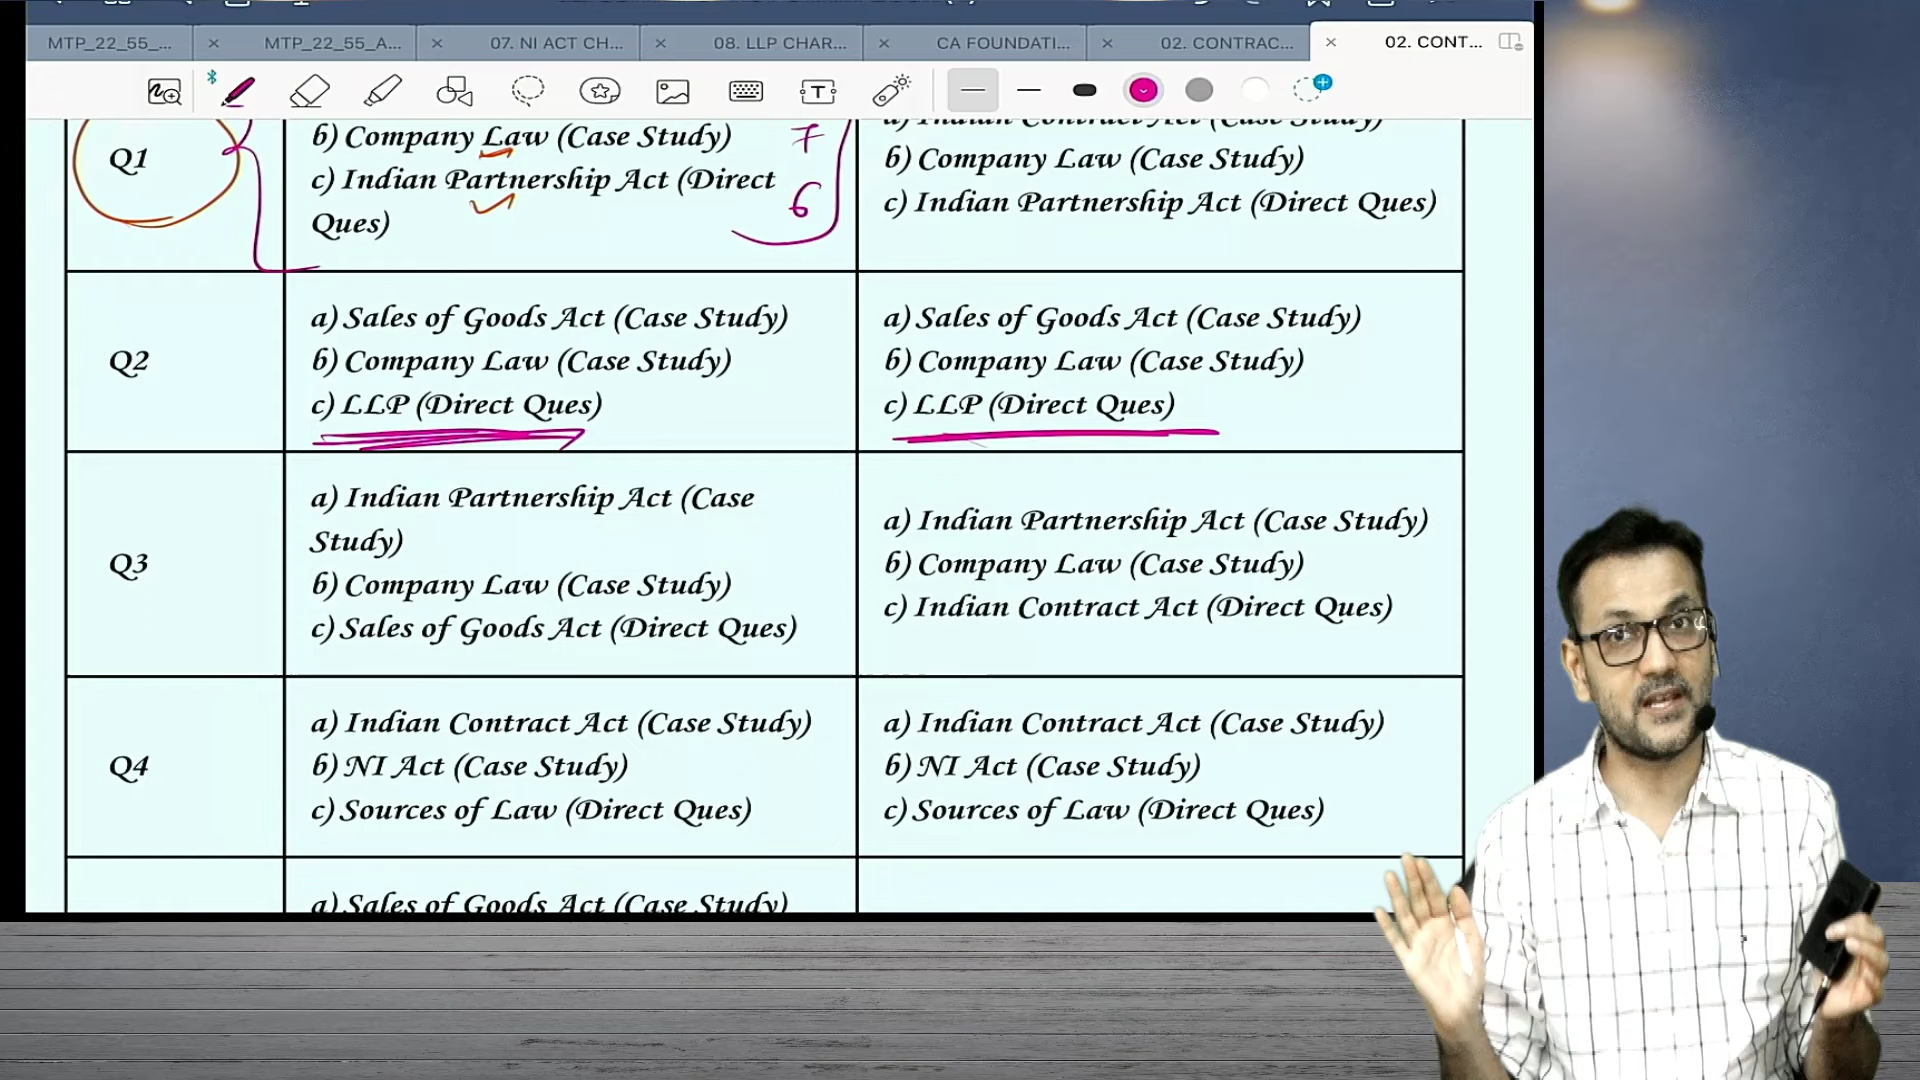 MTP_22_55_...
MTP_22_55_A...
07. NI ACT CH...
08. LLP CHAR...
CA FOUNDATI...
02. CONTRAC...
02. CONT...
Q1
b) Company Law (Case Study)
7
c) Indian Partnership Act (Direct
Ques)
6
a) Indian Contract Act (Case Study)
b) Company Law (Case Study)
c) Indian Partnership Act (Direct Ques)
Q2
a) Sales of Goods Act (Case Study)
b) Company Law (Case Study)
c) LLP (Direct Ques)
a) Sales of Goods Act (Case Study)
b) Company Law (Case Study)
c) LLP (Direct Ques)
Q3
a) Indian Partnership Act (Case
Study)
b) Company Law (Case Study)
c) Sales of Goods Act (Direct Ques)
a) Indian Partnership Act (Case Study)
b) Company Law (Case Study)
c) Indian Contract Act (Direct Ques)
Q4
a) Indian Contract Act (Case Study)
b) NI Act (Case Study)
c) Sources of Law (Direct Ques)
a) Indian Contract Act (Case Study)
b) NI Act (Case Study)
c) Sources of Law (Direct Ques)
a) Sales of Goods Act (Case Study)